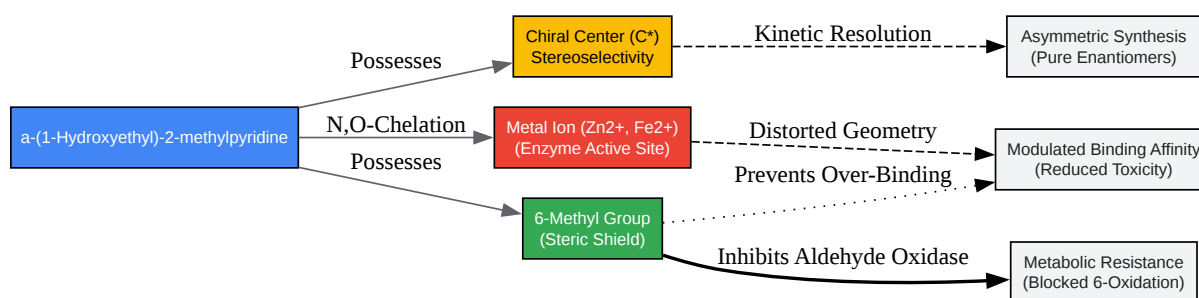 a-(1-Hydroxyethyl)-2-methylpyridine
Possesses
N,O-Chelation
Possesses
Chiral Center (C*)
Stereoselectivity
Metal Ion (Zn2+, Fe2+)
(Enzyme Active Site)
6-Methyl Group
(Steric Shield)
Kinetic Resolution
Distorted Geometry
Prevents Over-Binding
Inhibits Aldehyde Oxidase
Asymmetric Synthesis
(Pure Enantiomers)
Modulated Binding Affinity
(Reduced Toxicity)
Metabolic Resistance
(Blocked 6-Oxidation)